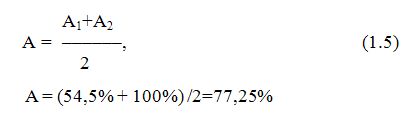 A₁+A₂
A = ———, (1.5)
2
A = (54,5% + 100%) /2=77,25%